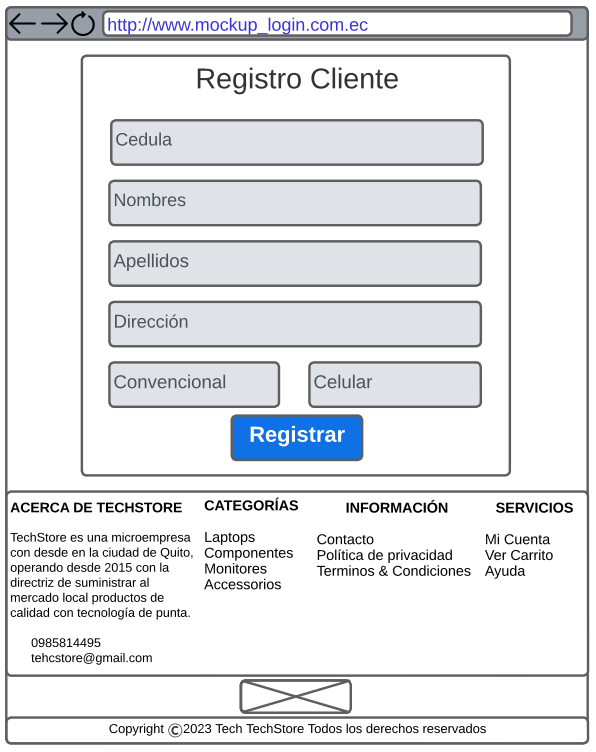 http://www.mockup_login.com.ec
Registro Cliente
Cedula
Nombres
Apellidos
Dirección
Convencional
Celular
Registrar
ACERCA DE TECHSTORE
TechStore es una microempresa
con desde en la ciudad de Quito,
operando desde 2015 con la
directriz de suministrar al
mercado local productos de
calidad con tecnología de punta.
0985814495
tehcstore@gmail.com
CATEGORÍAS
Laptops
Componentes
Monitores
Accessorios
INFORMACIÓN
Contacto
Política de privacidad
Terminos & Condiciones
SERVICIOS
Mi Cuenta
Ver Carrito
Ayuda
Copyright ©2023 Tech TechStore Todos los derechos reservados